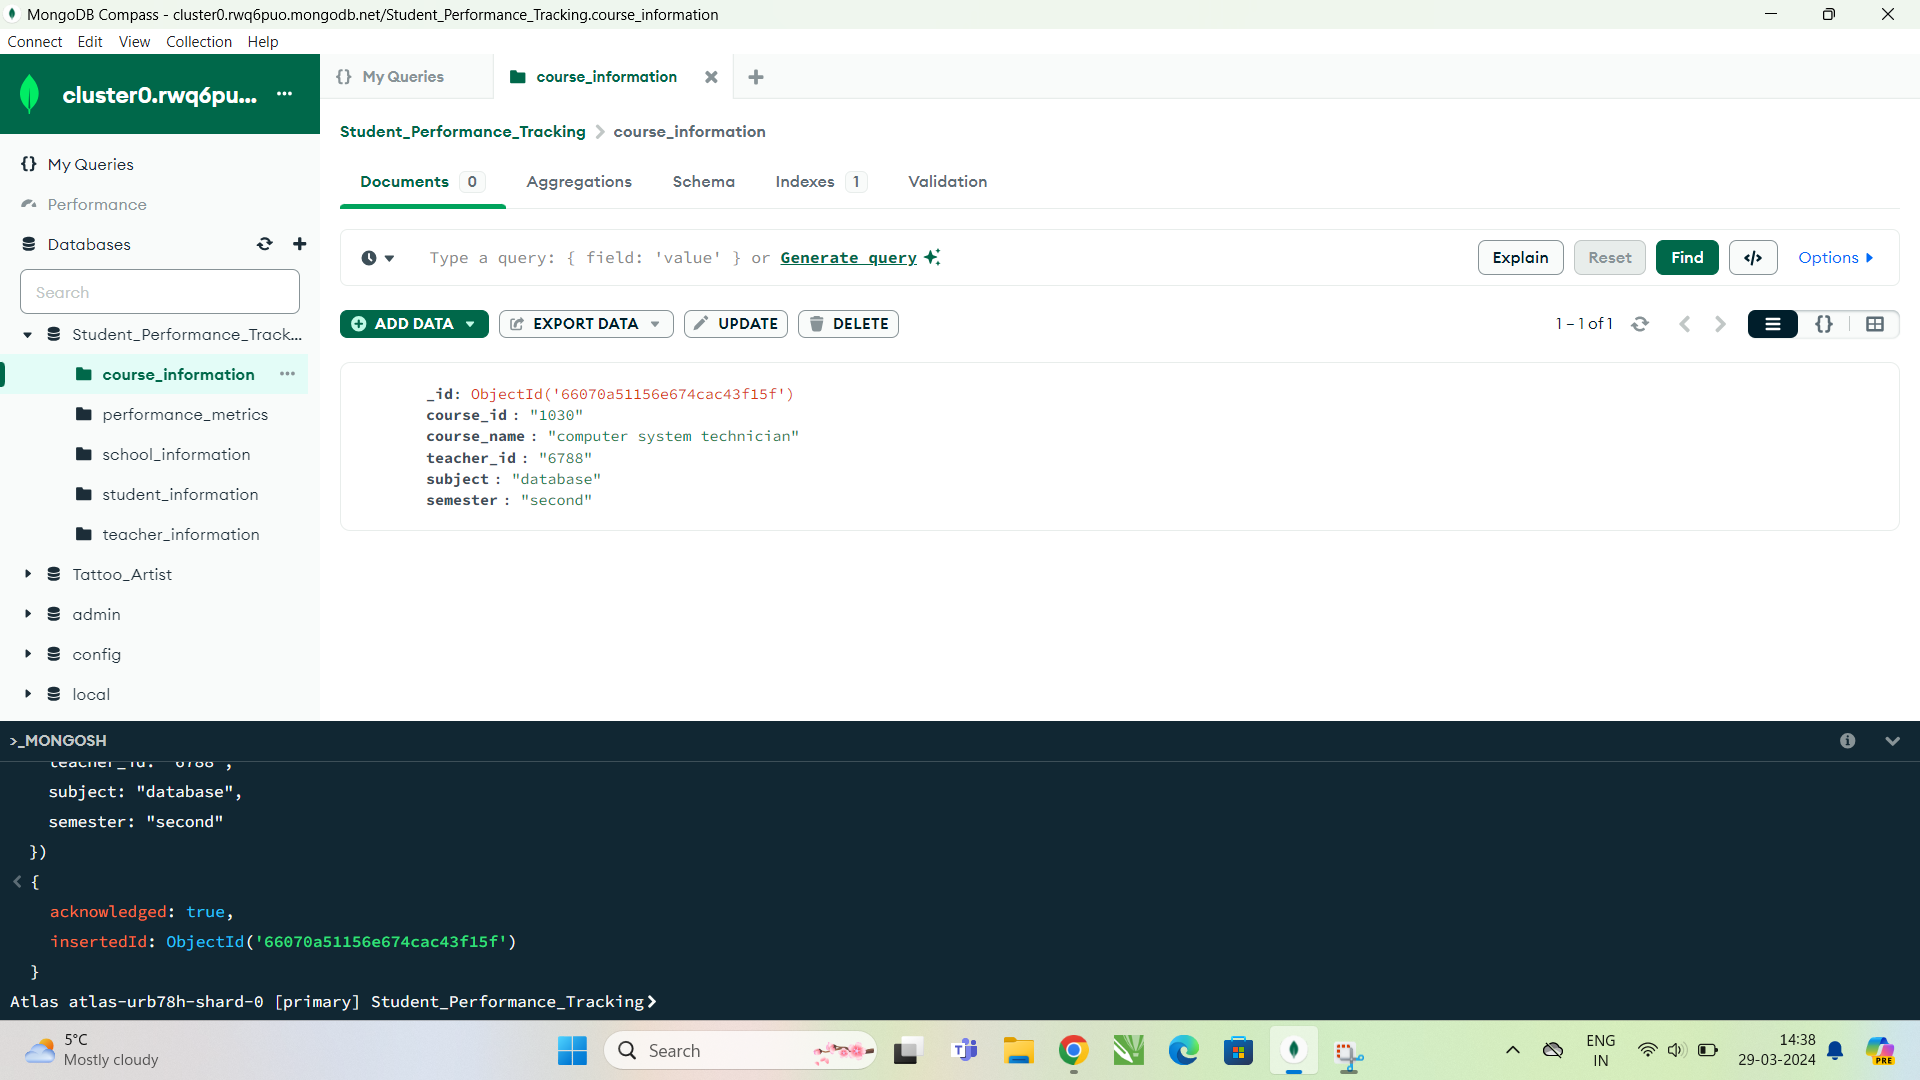 MongoDB Compass - cluster0.rwq6puo.mongodb.net/Student_Performance_Tracking.course_information
Connect Edit View Collection Help
cluster0.rwq6pu... ...
{} My Queries
course_information
My Queries
Performance
Databases
Search
Student_Performance_Track...
course_information ...
performance_metrics
school_information
student_information
teacher_information
Tattoo_Artist
admin
config
local
Student_Performance_Tracking > course_information
Documents 0 Aggregations Schema Indexes 1 Validation
Type a query: { field: 'value' } or Generate query
Explain Reset Find </> Options
ADD DATA EXPORT DATA UPDATE DELETE
1 – 1 of 1
{}
_id: ObjectId('66070a51156e674cac43f15f')
course_id : "1030"
course_name : "computer system technician"
teacher_id : "6788"
subject : "database"
semester : "second"
>_MONGOSH
teacher_id: "6788",
subject: "database",
semester: "second"
})
< {
acknowledged: true,
insertedId: ObjectId('66070a51156e674cac43f15f')
}
Atlas atlas-urb78h-shard-0 [primary] Student_Performance_Tracking>
5°C
Mostly cloudy
Search
ENG
IN
14:38
29-03-2024
PRE